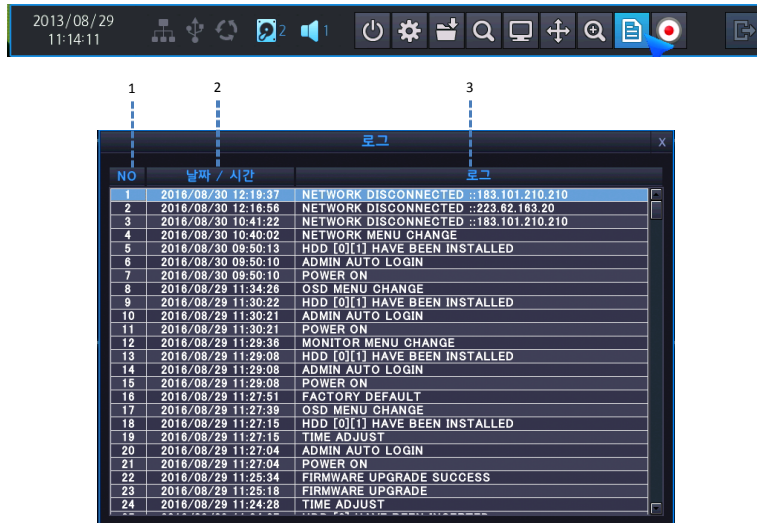 2013/08/29
11:14:11
2
1
1 2 3
로그 X
NO 날짜 / 시간 로그
1 2016/08/30 12:19:37 NETWORK DISCONNECTED ::183.101.210.210
2 2016/08/30 12:16:56 NETWORK DISCONNECTED ::223.62.163.20
3 2016/08/30 10:41:22 NETWORK DISCONNECTED ::183.101.210.210
4 2016/08/30 10:40:02 NETWORK MENU CHANGE
5 2016/08/30 09:50:13 HDD [0][1] HAVE BEEN INSTALLED
6 2016/08/30 09:50:10 ADMIN AUTO LOGIN
7 2016/08/30 09:50:10 POWER ON
8 2016/08/29 11:34:26 OSD MENU CHANGE
9 2016/08/29 11:30:22 HDD [0][1] HAVE BEEN INSTALLED
10 2016/08/29 11:30:21 ADMIN AUTO LOGIN
11 2016/08/29 11:30:21 POWER ON
12 2016/08/29 11:29:36 MONITOR MENU CHANGE
13 2016/08/29 11:29:08 HDD [0][1] HAVE BEEN INSTALLED
14 2016/08/29 11:29:08 ADMIN AUTO LOGIN
15 2016/08/29 11:29:08 POWER ON
16 2016/08/29 11:27:51 FACTORY DEFAULT
17 2016/08/29 11:27:39 OSD MENU CHANGE
18 2016/08/29 11:27:15 HDD [0][1] HAVE BEEN INSTALLED
19 2016/08/29 11:27:15 TIME ADJUST
20 2016/08/29 11:27:04 ADMIN AUTO LOGIN
21 2016/08/29 11:27:04 POWER ON
22 2016/08/29 11:25:34 FIRMWARE UPGRADE SUCCESS
23 2016/08/29 11:25:18 FIRMWARE UPGRADE
24 2016/08/29 11:24:28 TIME ADJUST